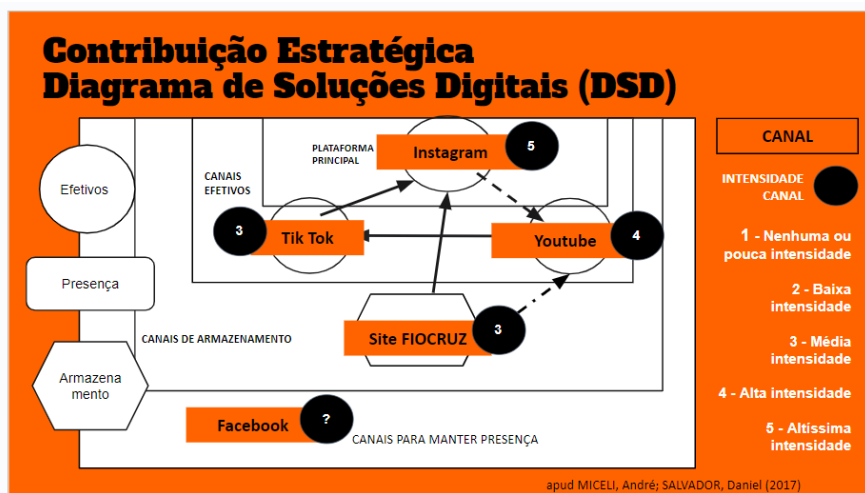 Contribuição Estratégica
Diagrama de Soluções Digitais (DSD)
Efetivos
Presença
Armazena
mento
PLATAFORMA
PRINCIPAL
Instagram
5
CANAIS
EFETIVOS
3
Tik Tok
Youtube
4
CANAIS DE ARMAZENAMENTO
Site FIOCRUZ
3
Facebook
?
CANAIS PARA MANTER PRESENÇA
CANAL
INTENSIDADE
CANAL
1 - Nenhuma ou
pouca intensidade
2 - Baixa
intensidade
3 - Média
intensidade
4 - Alta intensidade
5 - Altíssima
intensidade
apud MICELI, André; SALVADOR, Daniel (2017)